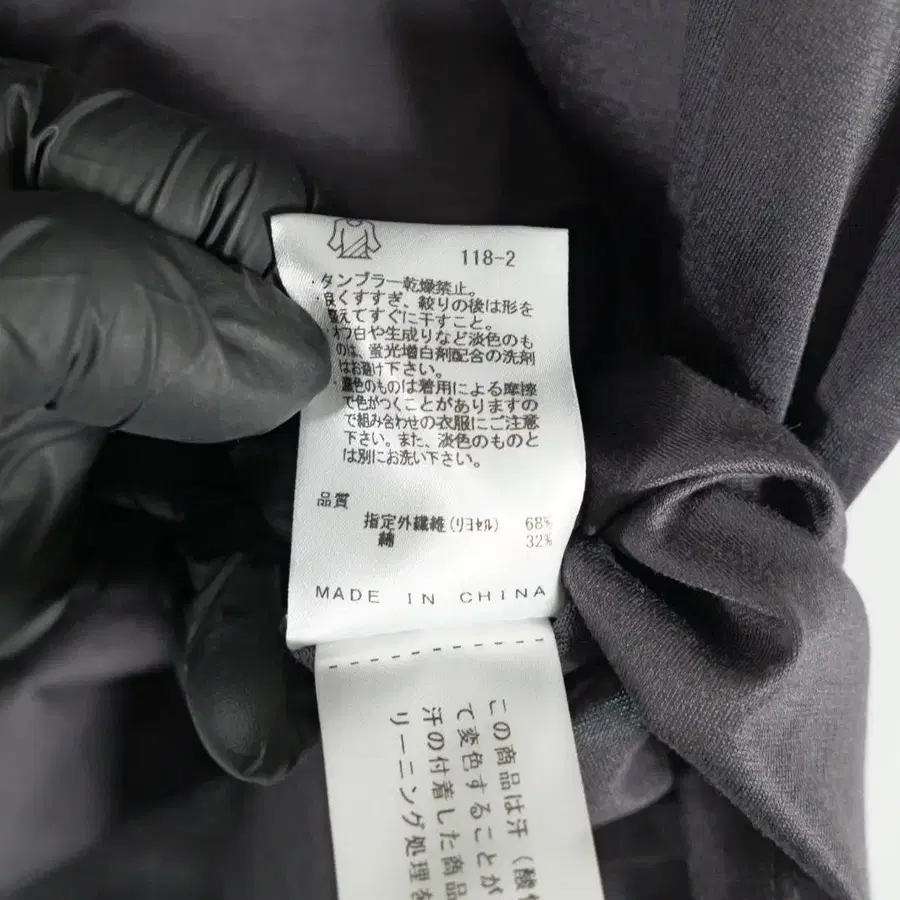 118-2
・タンブラー乾燥禁止。
・良くすすぎ、絞りの後は形を
整えてすぐに干すこと。
・オフ白や生成りなど淡色のも
のは、蛍光増白剤配合の洗剤
はお避け下さい。
・濃色のものは着用による摩擦
で色がつくことがありますの
で組み合わせの衣服にご注意
下さい。また、淡色のものと
は別にお洗い下さい。
品質
指定外繊維(リヨセル) 68%
綿 32%
MADE IN CHINA
この商品は汗(酸
て変色することが
汗の付着した商品
リーニング処理を